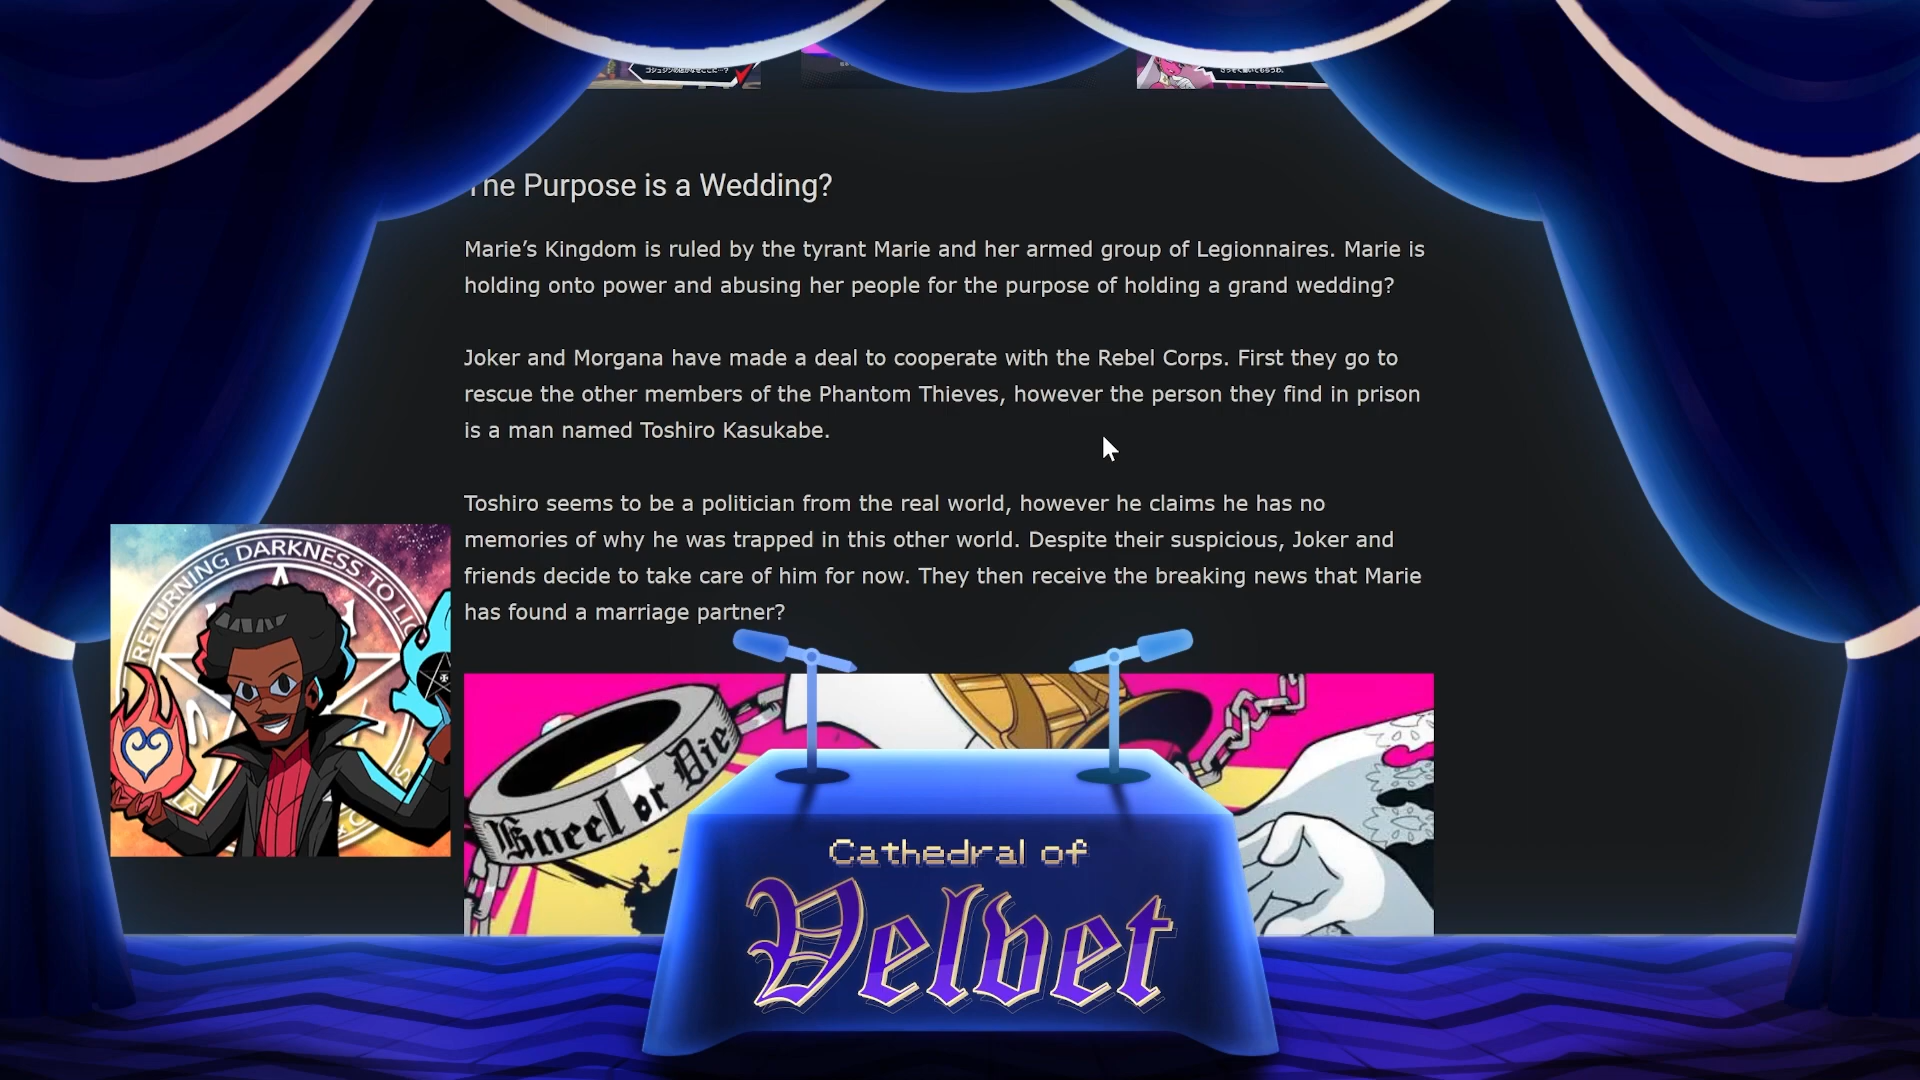 The Purpose is a Wedding?
Marie’s Kingdom is ruled by the tyrant Marie and her armed group of Legionnaires. Marie is
holding onto power and abusing her people for the purpose of holding a grand wedding?
Joker and Morgana have made a deal to cooperate with the Rebel Corps. First they go to
rescue the other members of the Phantom Thieves, however the person they find in prison
is a man named Toshiro Kasukabe.
Toshiro seems to be a politician from the real world, however he claims he has no
memories of why he was trapped in this other world. Despite their suspicious, Joker and
friends decide to take care of him for now. They then receive the breaking news that Marie
has found a marriage partner?
RETURNING DARKNESS TO
Kneel or Die
Cathedral of
Velvet